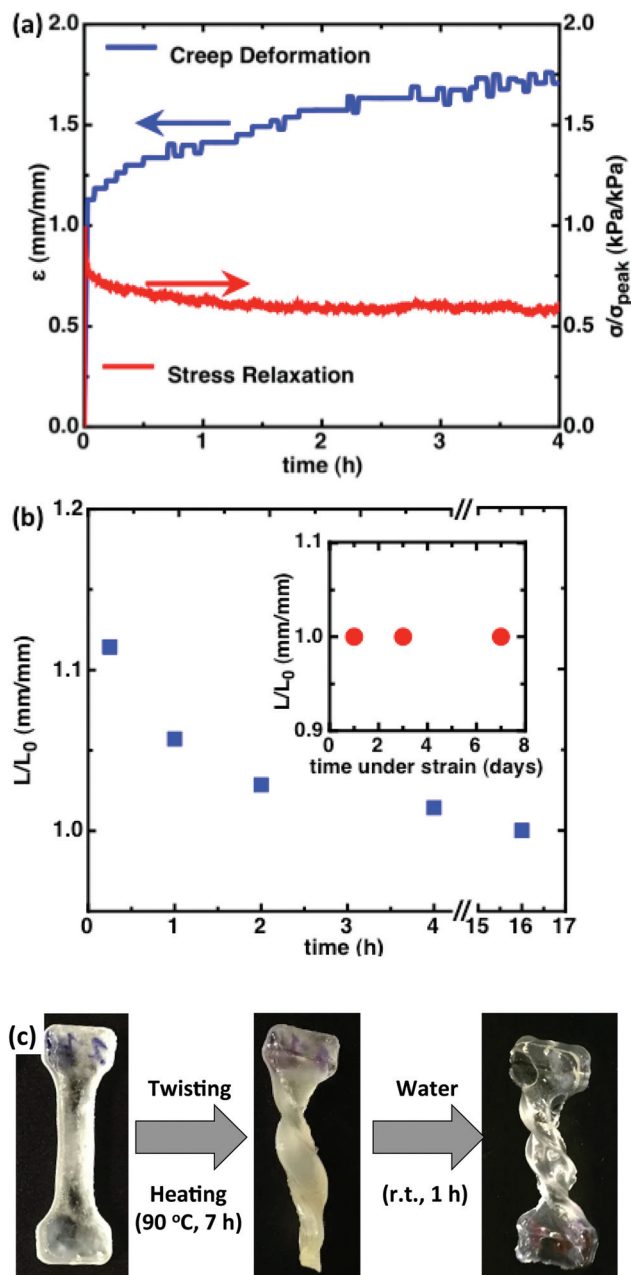 (a)
2.0
1.5
1.0
0.5
0.0
ε (mm/mm)
Creep Deformation
Stress Relaxation
2.0
1.5
1.0
0.5
0.0
σ/σpeak (kPa/kPa)
0 1 2 3 4
time (h)
(b)
1.2
1.1
1.0
L/L0 (mm/mm)
1.1
1.0
0.9
L/L0 (mm/mm)
0 2 4 6 8
time under strain (days)
0 1 2 3 4 15 16 17
time (h)
(c)
Twisting
Heating
(90 °C, 7 h)
Water
(r.t., 1 h)